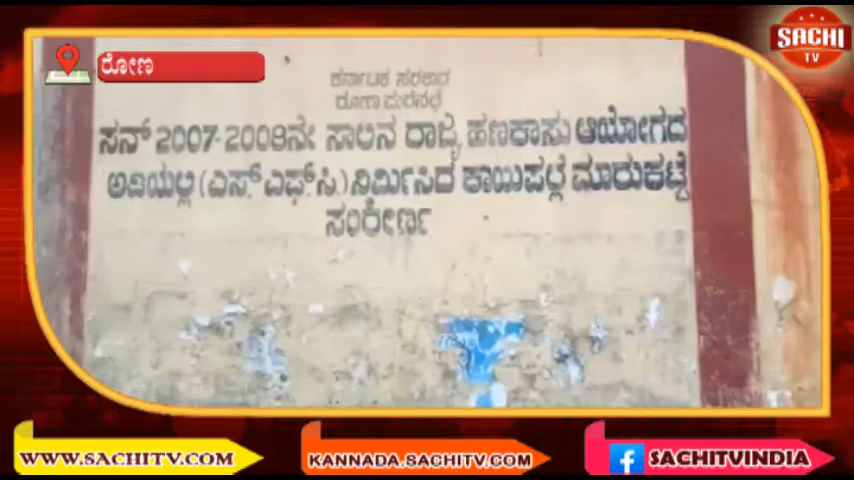 SACHI
TV
ರೋಣ
ಕರ್ನಾಟಕ ಸರಕಾರ
ರೋಣ ಪುರಸಭೆ
ಸನ್ 2007-2008ನೇ ಸಾಲಿನ ರಾಜ್ಯ ಹಣಕಾಸು ಆಯೋಗದ
ಅಡಿಯಲ್ಲಿ (ಎಸ್.ಎಫ್.ಸಿ.) ನಿರ್ಮಿಸಿದ ಕಾಯಿಪಲ್ಲೆ ಮಾರುಕಟ್ಟೆ
ಸಂಕೀರ್ಣ
WWW.SACHITV.COM
KANNADA.SACHITV.COM
SACHITVINDIA